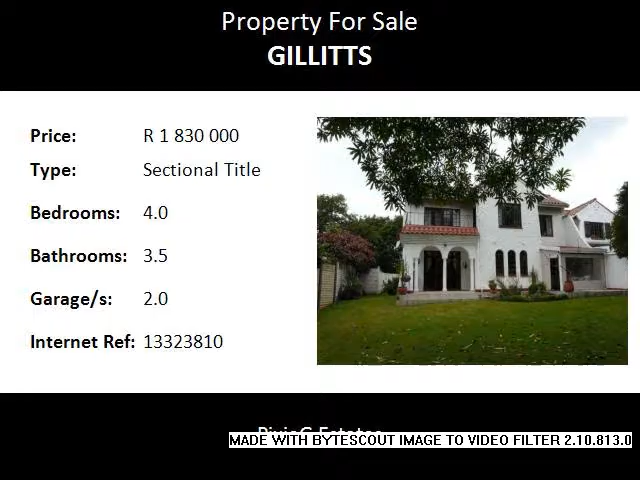 Property For Sale
GILLITTS
Price: R 1 830 000
Type: Sectional Title
Bedrooms: 4.0
Bathrooms: 3.5
Garage/s: 2.0
Internet Ref: 13323810
Estates
MADE WITH BYTESCOUT IMAGE TO VIDEO FILTER 2.10.813.0